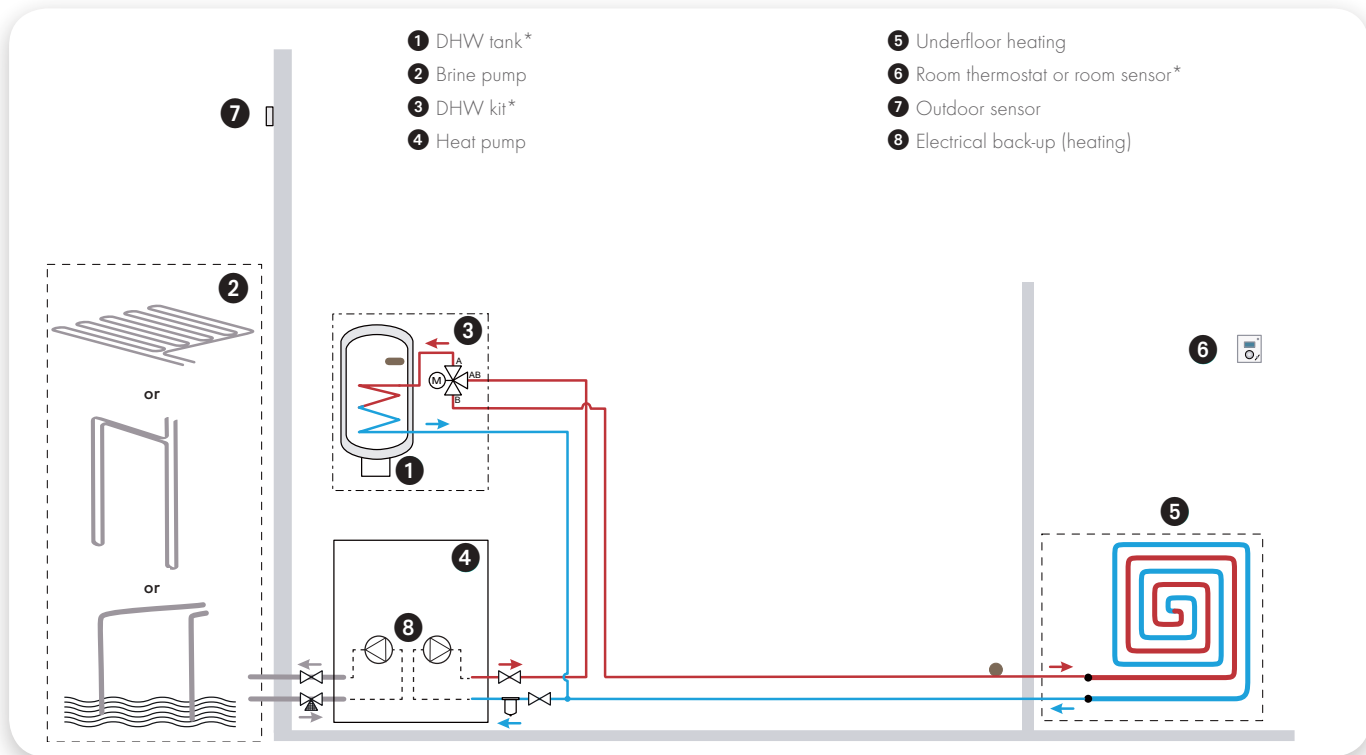 1 DHW tank*
2 Brine pump
3 DHW kit*
4 Heat pump
5 Underfloor heating
6 Room thermostat or room sensor*
7 Outdoor sensor
8 Electrical back-up (heating)
7
2
or
or
3
A
M
AB
B
1
4
8
6
5